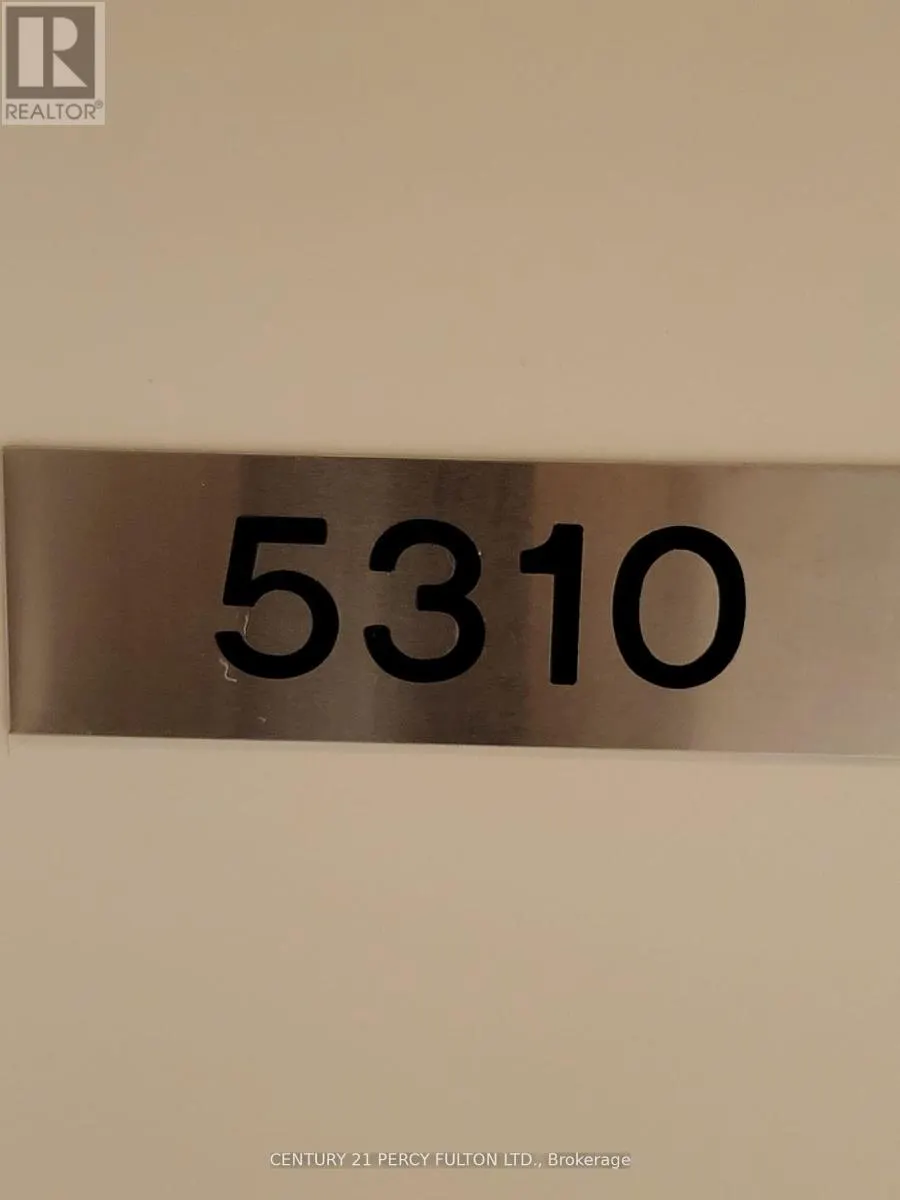 R
REALTOR®
5310
CENTURY 21 PERCY FULTON LTD., Brokerage